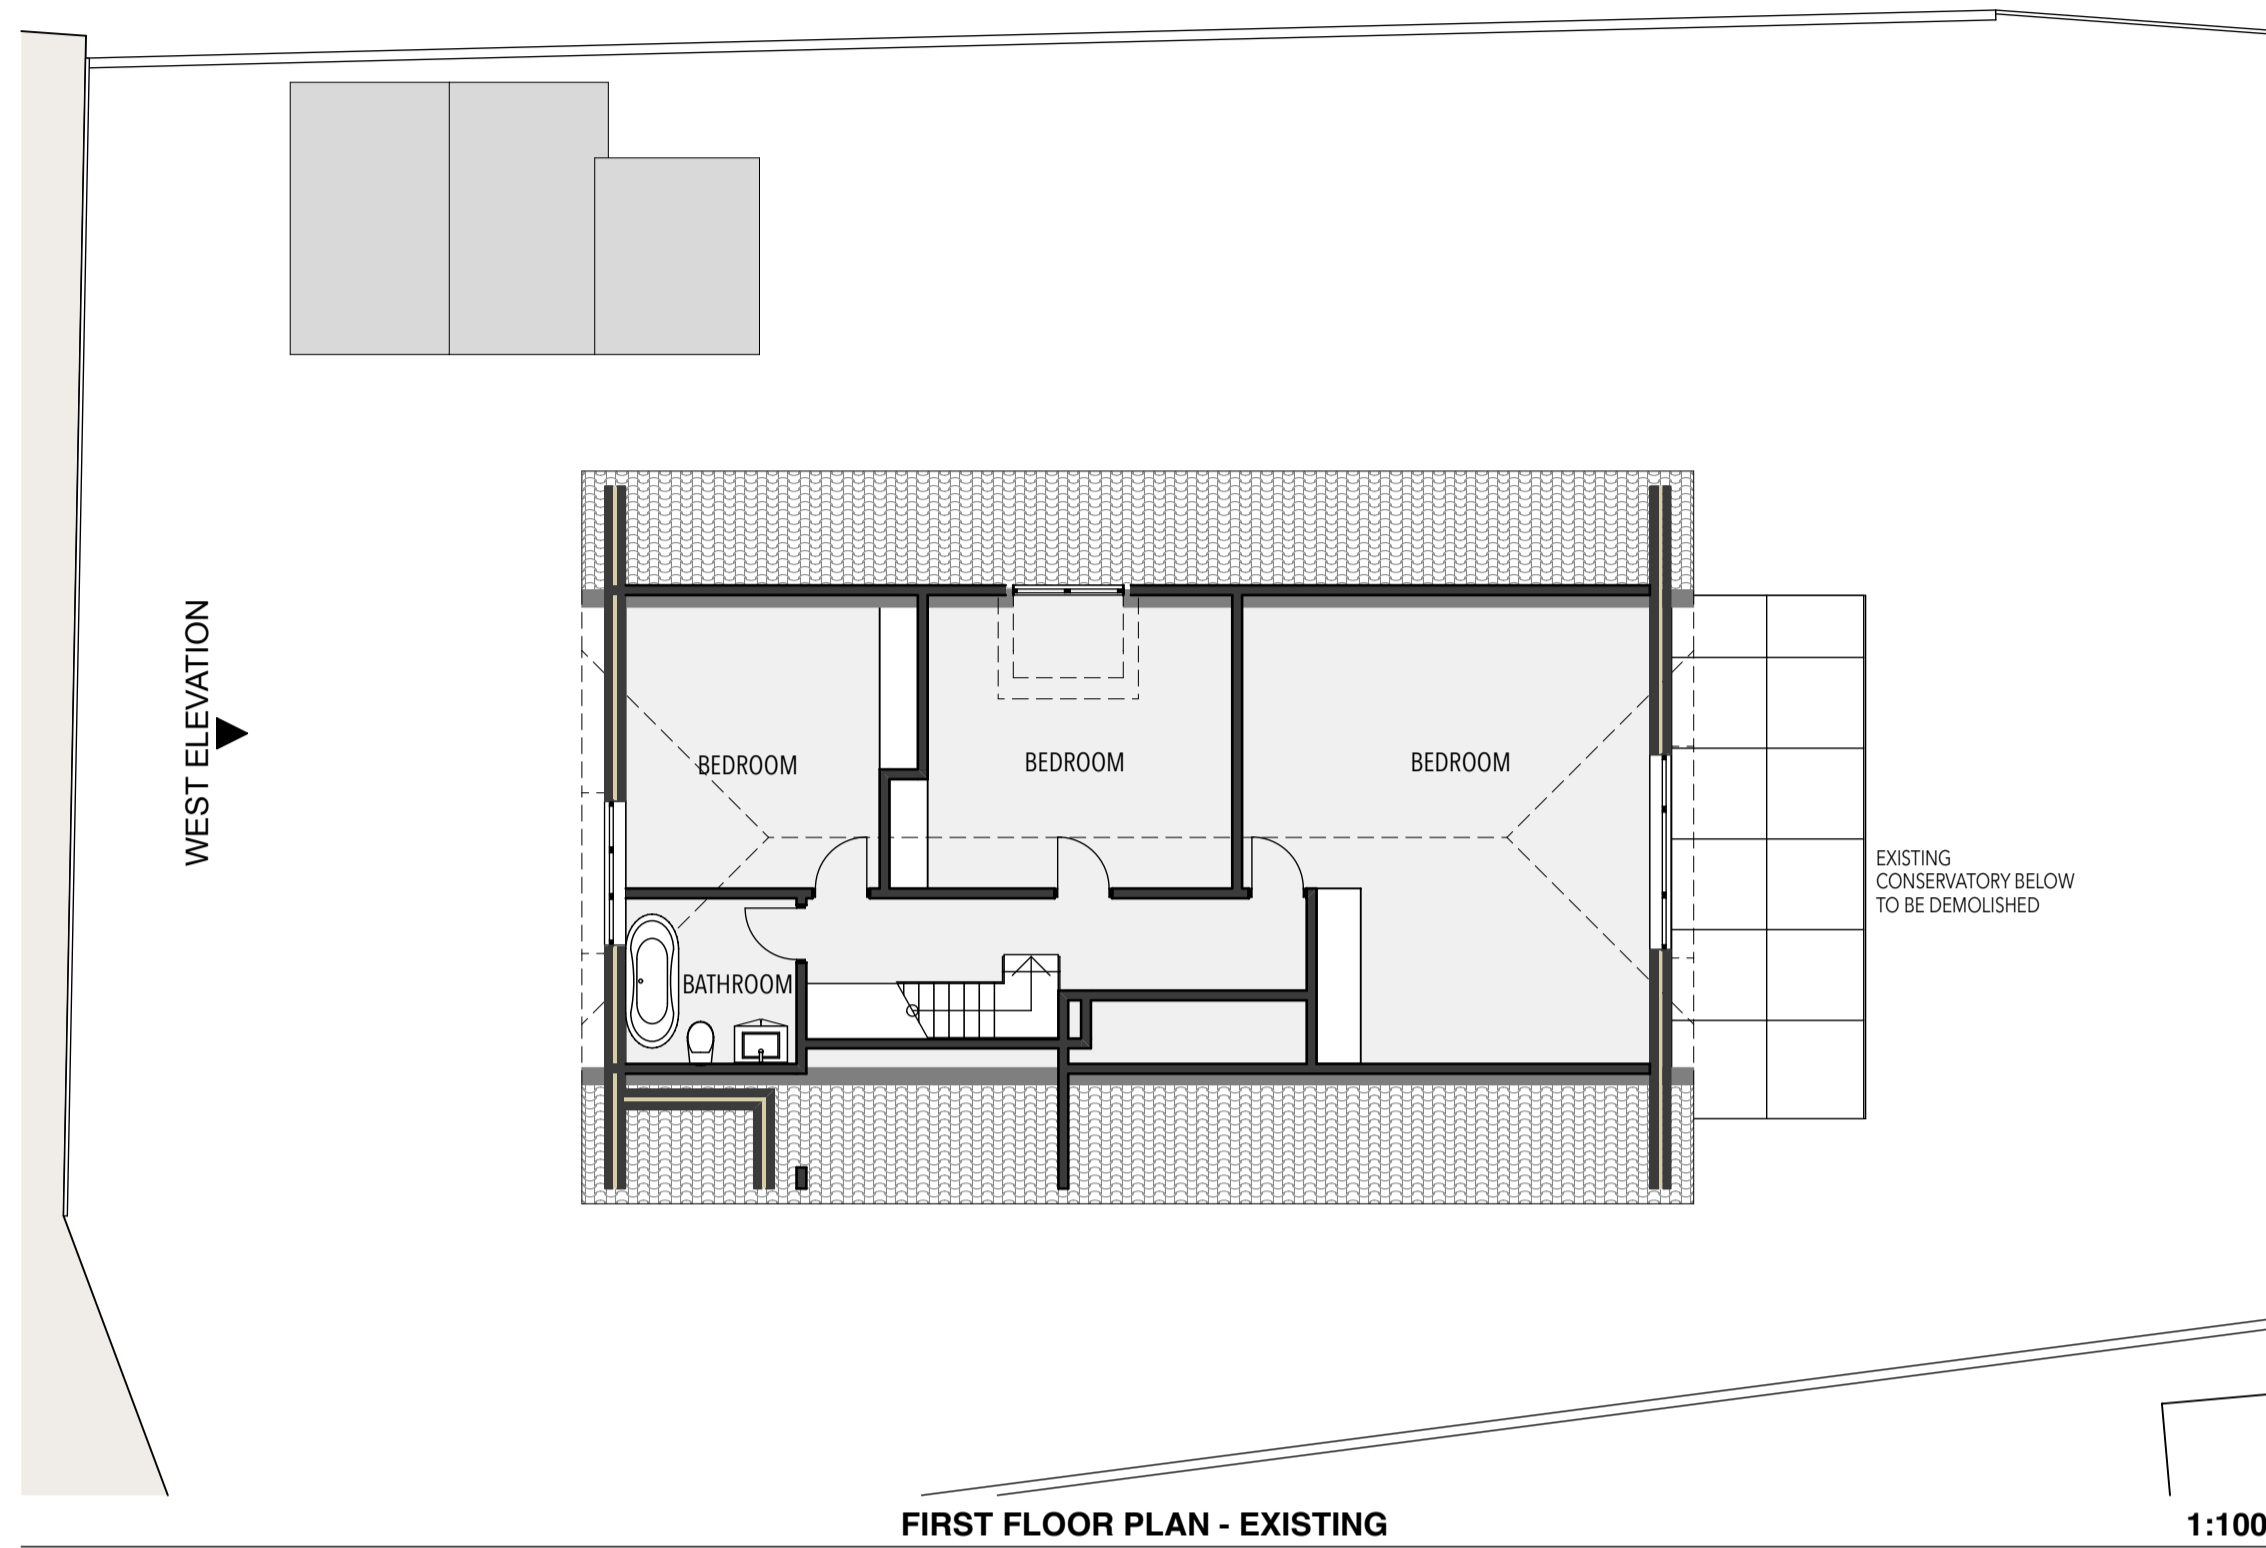 WEST ELEVATION
BEDROOM
BEDROOM
BEDROOM
EXISTING
CONSERVATORY BELOW
TO BE DEMOLISHED
BATHROOM
FIRST FLOOR PLAN - EXISTING
1:100